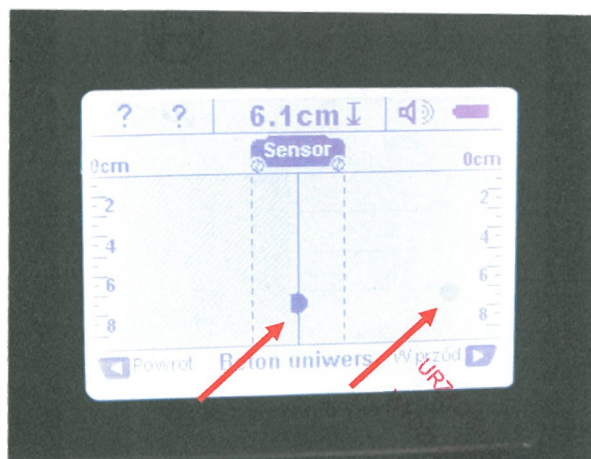 ? ? 6.1cm
Sensor
0cm 0cm
2 2
4 4
6 6
8 8
Powrot Beton uniwers Wprzód